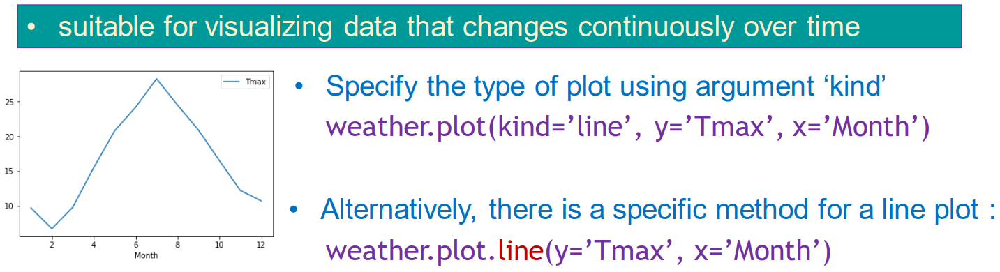 • suitable for visualizing data that changes continuously over time
Tmax
25
20
15
10
2 4 6 8 10 12
Month
• Specify the type of plot using argument ‘kind’
weather.plot(kind=’line’, y=’Tmax’, x=’Month’)
• Alternatively, there is a specific method for a line plot :
weather.plot.line(y=’Tmax’, x=’Month’)